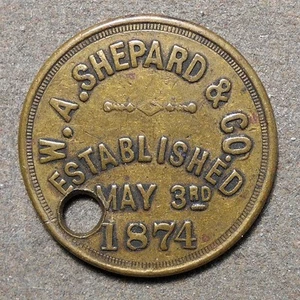 W. A. SHEPARD & CO.
ESTABLISHED
MAY 3RD
1874